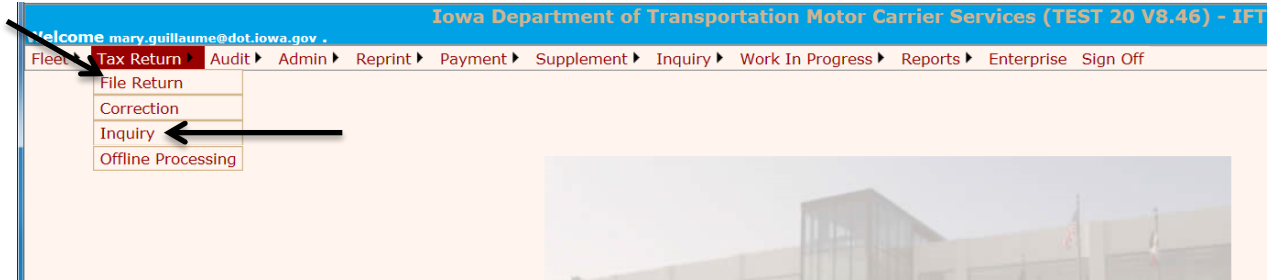 Iowa Department of Transportation Motor Carrier Services (TEST 20 V8.46) - IFT
Welcome mary.guillaume@dot.iowa.gov .
Fleet Tax Return Audit Admin Reprint Payment Supplement Inquiry Work In Progress Reports Enterprise Sign Off
File Return
Correction
Inquiry
Offline Processing